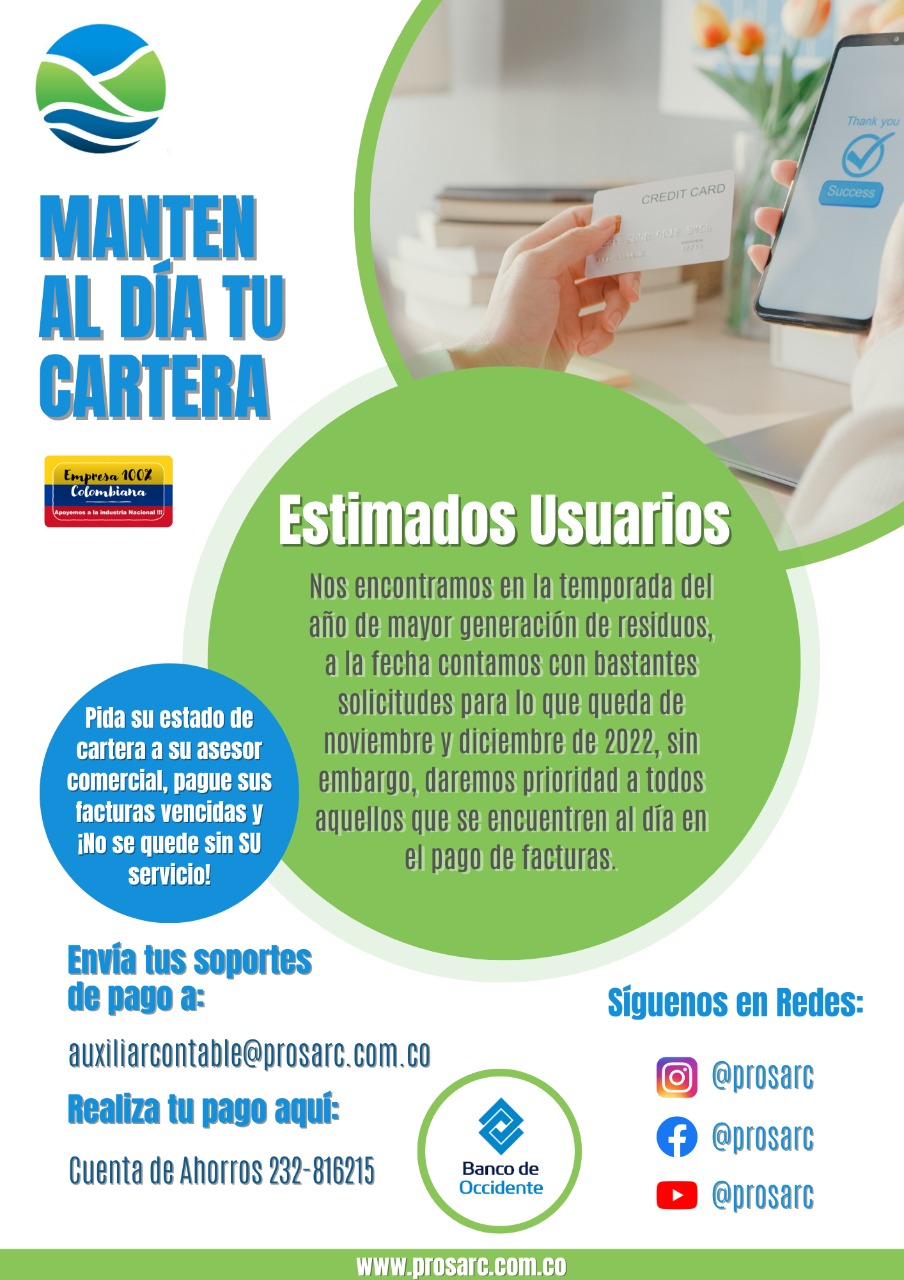 MANTEN
AL DÍA TU
CARTERA
CREDIT CARD
Thank you
Success
Empresa 100%
Colombiana
Apoyemos a la industria Nacional !!!
Estimados Usuarios
Nos encontramos en la temporada del
año de mayor generación de residuos,
a la fecha contamos con bastantes
solicitudes para lo que queda de
noviembre y diciembre de 2022, sin
embargo, daremos prioridad a todos
aquellos que se encuentren al día en
el pago de facturas.
Pida su estado de
cartera a su asesor
comercial, pague sus
facturas vencidas y
¡No se quede sin SU
servicio!
Envía tus soportes
de pago a:
auxiliarcontable@prosarc.com.co
Realiza tu pago aquí:
Cuenta de Ahorros 232-816215
Banco de
Occidente
Síguenos en Redes:
@prosarc
@prosarc
@prosarc
www.prosarc.com.co